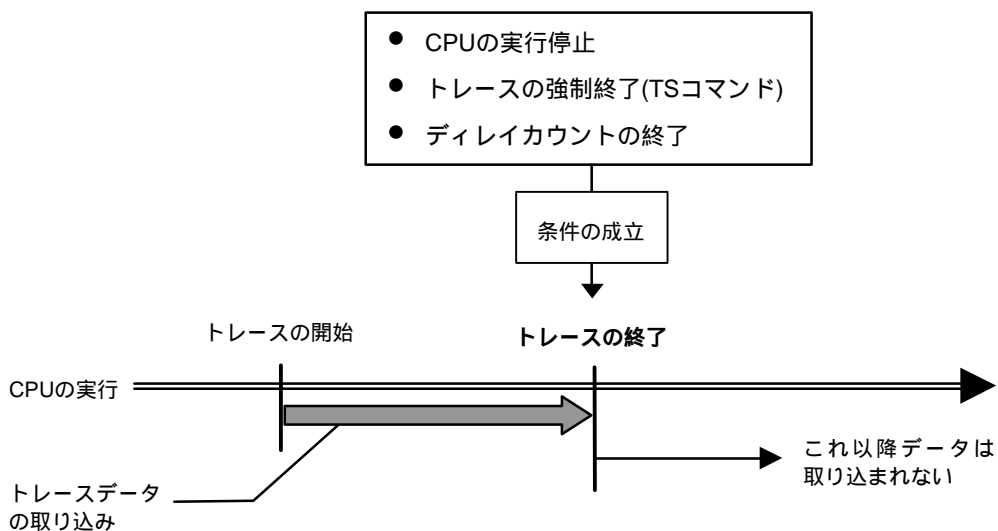 ● CPUの実行停止
● トレースの強制終了(TSコマンド)
● ディレイカウントの終了
条件の成立
トレースの開始
トレースの終了
CPUの実行
これ以降データは
取り込まれない
トレースデータ
の取り込み